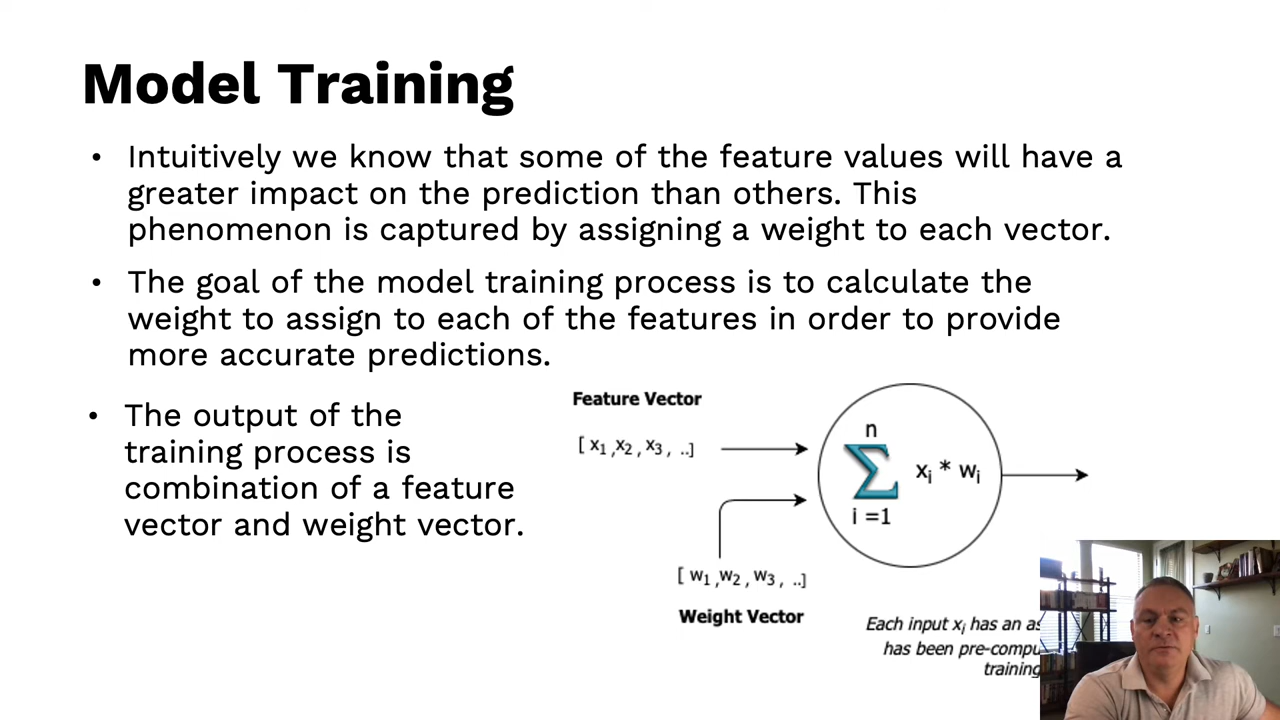 Model Training
• Intuitively we know that some of the feature values will have a
greater impact on the prediction than others. This
phenomenon is captured by assigning a weight to each vector.
• The goal of the model training process is to calculate the
weight to assign to each of the features in order to provide
more accurate predictions.
• The output of the
training process is
combination of a feature
vector and weight vector.
Feature Vector
[ x₁ ,x₂ , x₃ , ..]
n
∑ xᵢ * wᵢ
i =1
[ w₁ ,w₂ , w₃ , ..]
Weight Vector
Each input xᵢ has an
has been
training